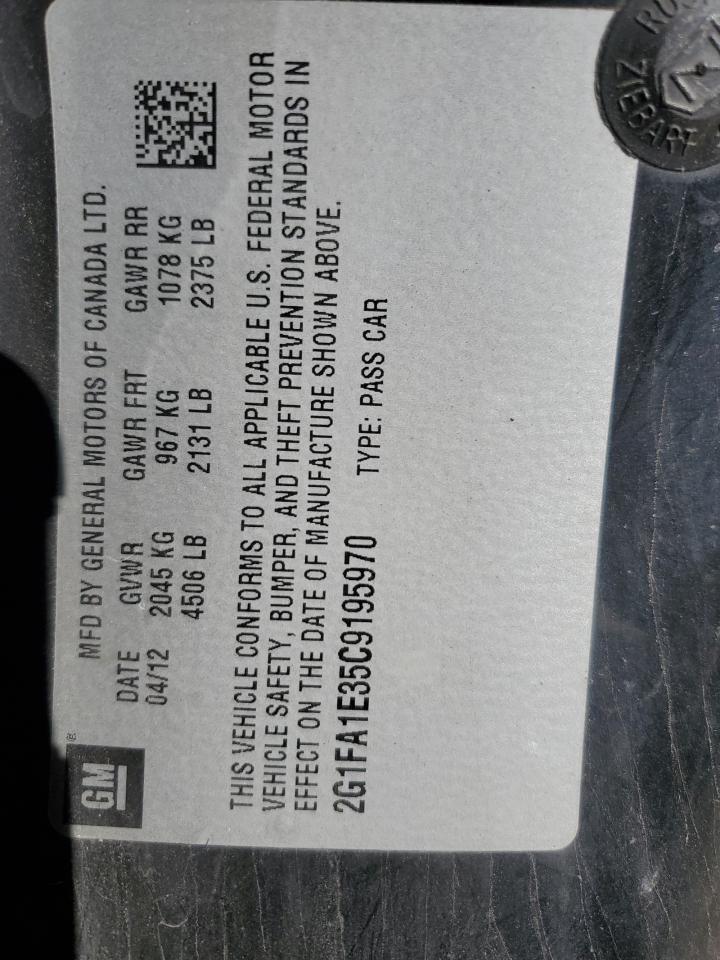 GM®
MFD BY GENERAL MOTORS OF CANADA LTD.
DATE GVWR GAWR FRT GAWR RR
04/12 2045 KG 967 KG 1078 KG
4506 LB 2131 LB 2375 LB
THIS VEHICLE CONFORMS TO ALL APPLICABLE U.S. FEDERAL MOTOR
VEHICLE SAFETY, BUMPER, AND THEFT PREVENTION STANDARDS IN
EFFECT ON THE DATE OF MANUFACTURE SHOWN ABOVE.
2G1FA1E35C9195970 TYPE: PASS CAR
ZIEBART